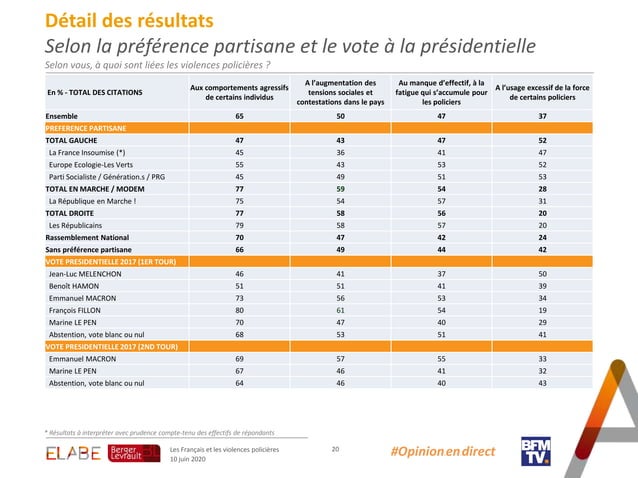 Détail des résultats
Selon la préférence partisane et le vote à la présidentielle
Selon vous, à quoi sont liées les violences policières ?
En % - TOTAL DES CITATIONS
Aux comportements agressifs
de certains individus
A l'augmentation des
tensions sociales et
contestations dans le pays
Au manque d'effectif, à la
fatigue qui s'accumule pour
les policiers
A l'usage excessif de la force
de certains policiers
Ensemble 65 50 47 37
PREFERENCE PARTISANE
TOTAL GAUCHE 47 43 47 52
La France Insoumise (*) 45 36 41 47
Europe Ecologie-Les Verts 55 43 53 52
Parti Socialiste / Génération.s / PRG 45 49 51 53
TOTAL EN MARCHE / MODEM 77 59 54 28
La République en Marche ! 75 54 57 31
TOTAL DROITE 77 58 56 20
Les Républicains 79 58 57 20
Rassemblement National 70 47 42 24
Sans préférence partisane 66 49 44 42
VOTE PRESIDENTIELLE 2017 (1ER TOUR)
Jean-Luc MELENCHON 46 41 37 50
Benoît HAMON 51 51 41 39
Emmanuel MACRON 73 56 53 34
François FILLON 80 61 54 19
Marine LE PEN 70 47 40 29
Abstention, vote blanc ou nul 68 53 51 41
VOTE PRESIDENTIELLE 2017 (2ND TOUR)
Emmanuel MACRON 69 57 55 33
Marine LE PEN 67 46 41 32
Abstention, vote blanc ou nul 64 46 40 43
* Résultats à interpréter avec prudence compte-tenu des effectifs de répondants
ELABE
Berger
Levrault
BL
Les Français et les violences policières
10 juin 2020
20
#Opinion en direct
BFM
TV.